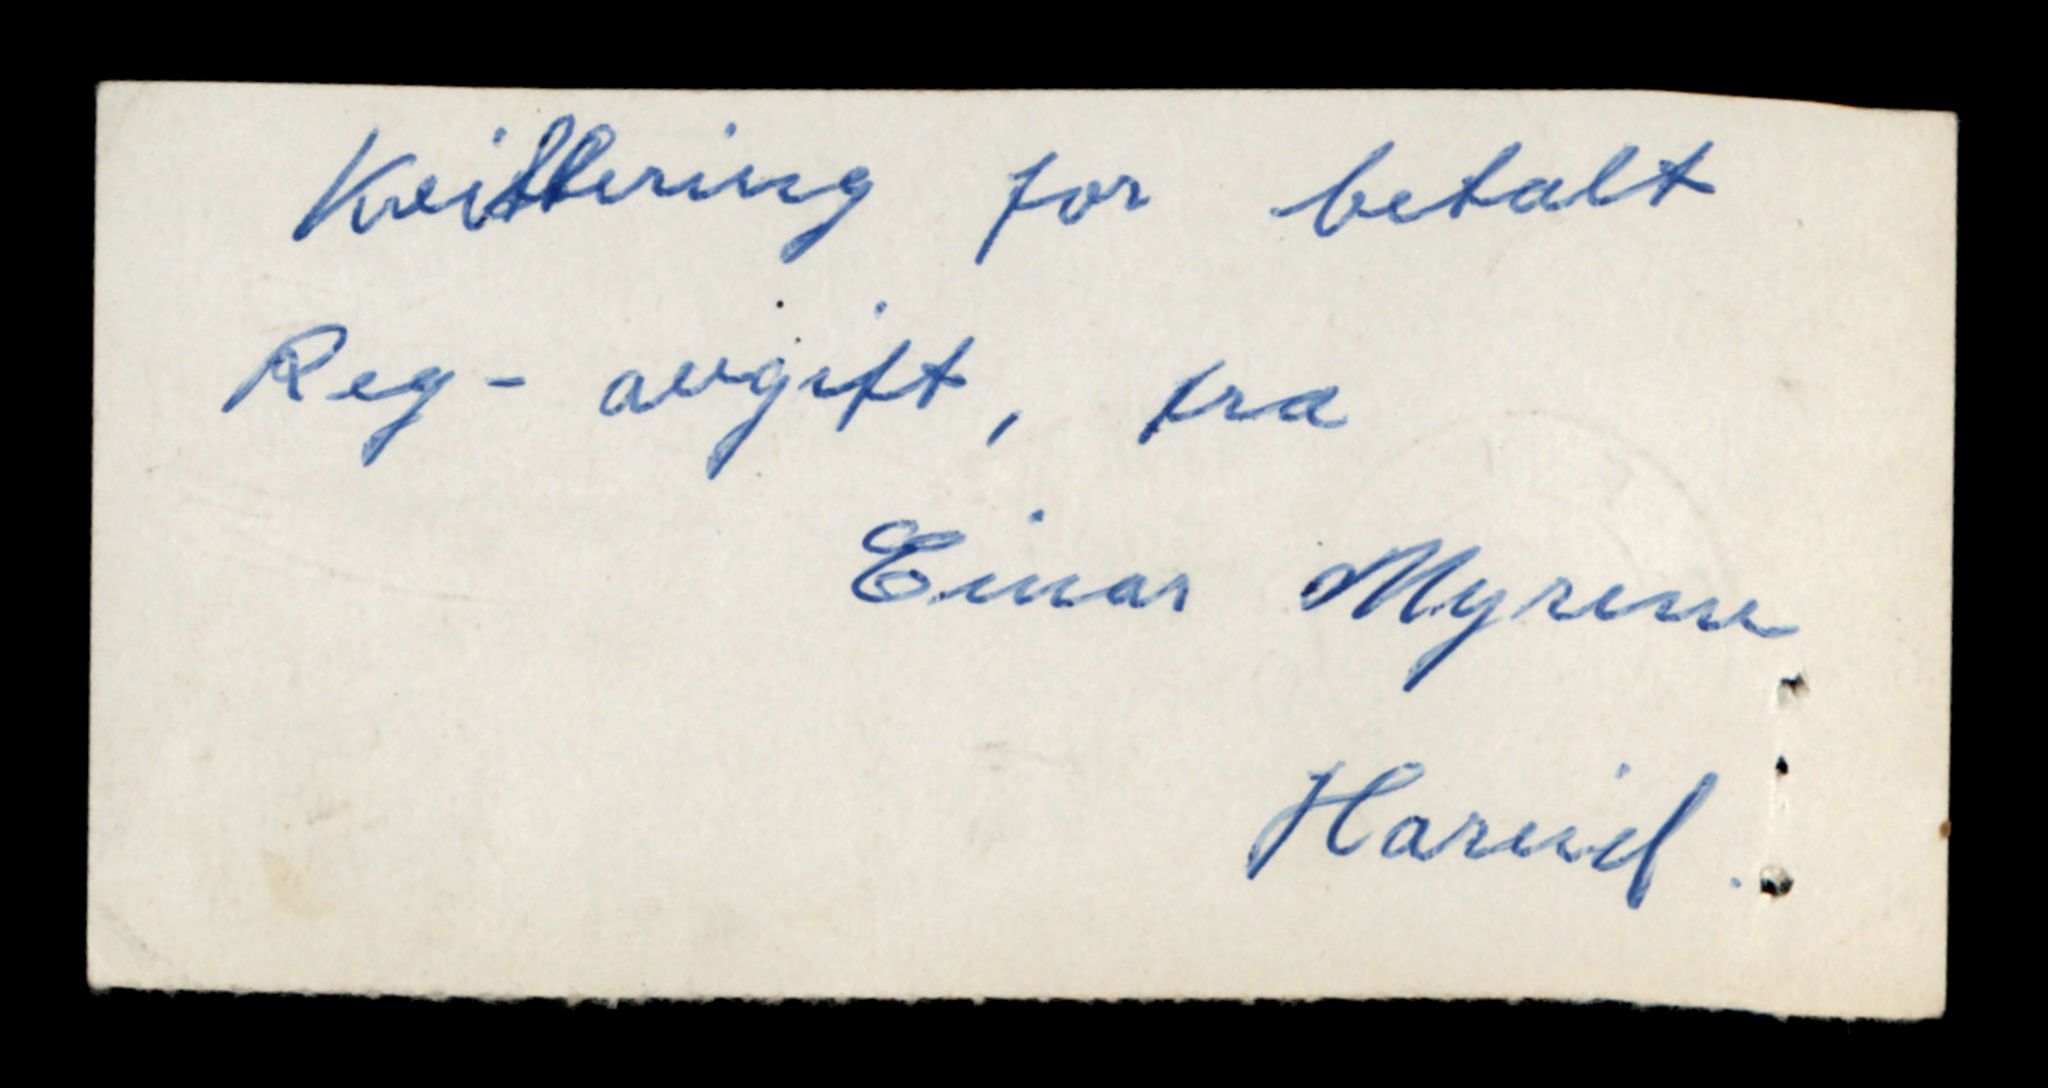 Kvittering for betalt
Reg- avgift, fra
Einar Myrene
Hareid.